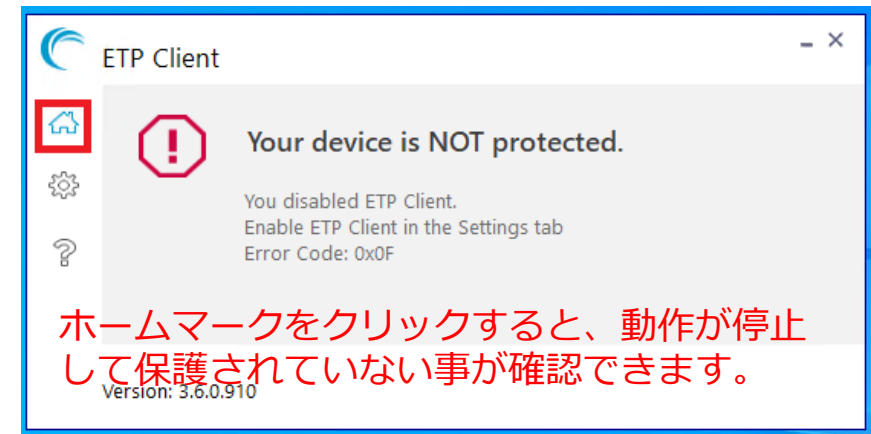 ETP Client
Your device is NOT protected.
You disabled ETP Client.
Enable ETP Client in the Settings tab
Error Code: 0x0F
ホームマークをクリックすると、動作が停止
して保護されていない事が確認できます。
Version: 3.6.0.910